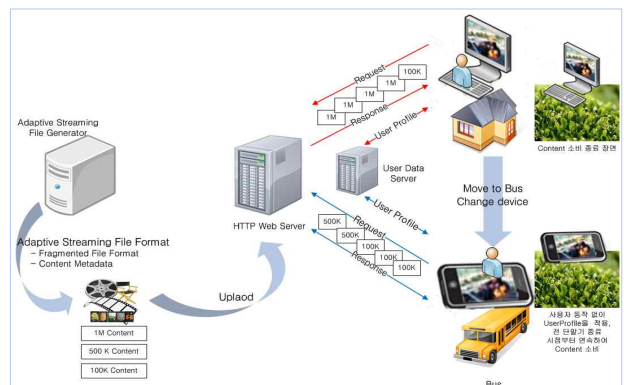 Adaptive Streaming
File Generator
Adaptive Streaming File Format
– Fragmented File Format
– Content Metadata
1M Content
500 K Content
100K Content
Uplaod
HTTP Web Server
Request
100K
1M
1M
1M
1M
Response
User Profile
User Data
Server
Request
500K
500K
100K
100K
100K
Response
User Profile
Content 소비 종료 장면
Move to Bus
Change device
사용자 동작 없이
UserProfile을 적용,
전 단말기 종료
시점부터 연속하여
Content 소비
Bus